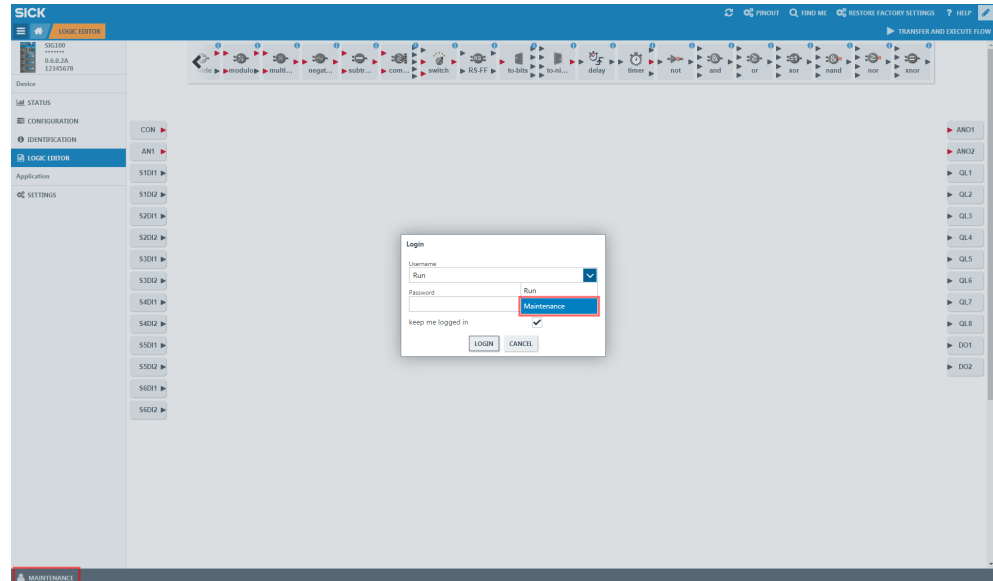 SICK
PINOUT
FIND ME
RESTORE FACTORY SETTINGS
? HELP
LOGIC EDITOR
TRANSFER AND EXECUTE FLOW
SIG100
*******
0.6.0.2A
12345678
Device
STATUS
CONFIGURATION
IDENTIFICATION
LOGIC EDITOR
Application
SETTINGS
modulo
multi...
negat...
subtr...
com...
switch
RS-FF
to-bits
to-ni...
delay
timer
not
and
or
xor
nand
nor
xnor
CON
AN1
S1DI1
S1DI2
S2DI1
S2DI2
S3DI1
S3DI2
S4DI1
S4DI2
S5DI1
S5DI2
S6DI1
S6DI2
Login
Username
Run
Run
Password
Maintenance
keep me logged in
LOGIN
CANCEL
ANO1
ANO2
QL1
QL2
QL3
QL4
QL5
QL6
QL7
QL8
DO1
DO2
MAINTENANCE